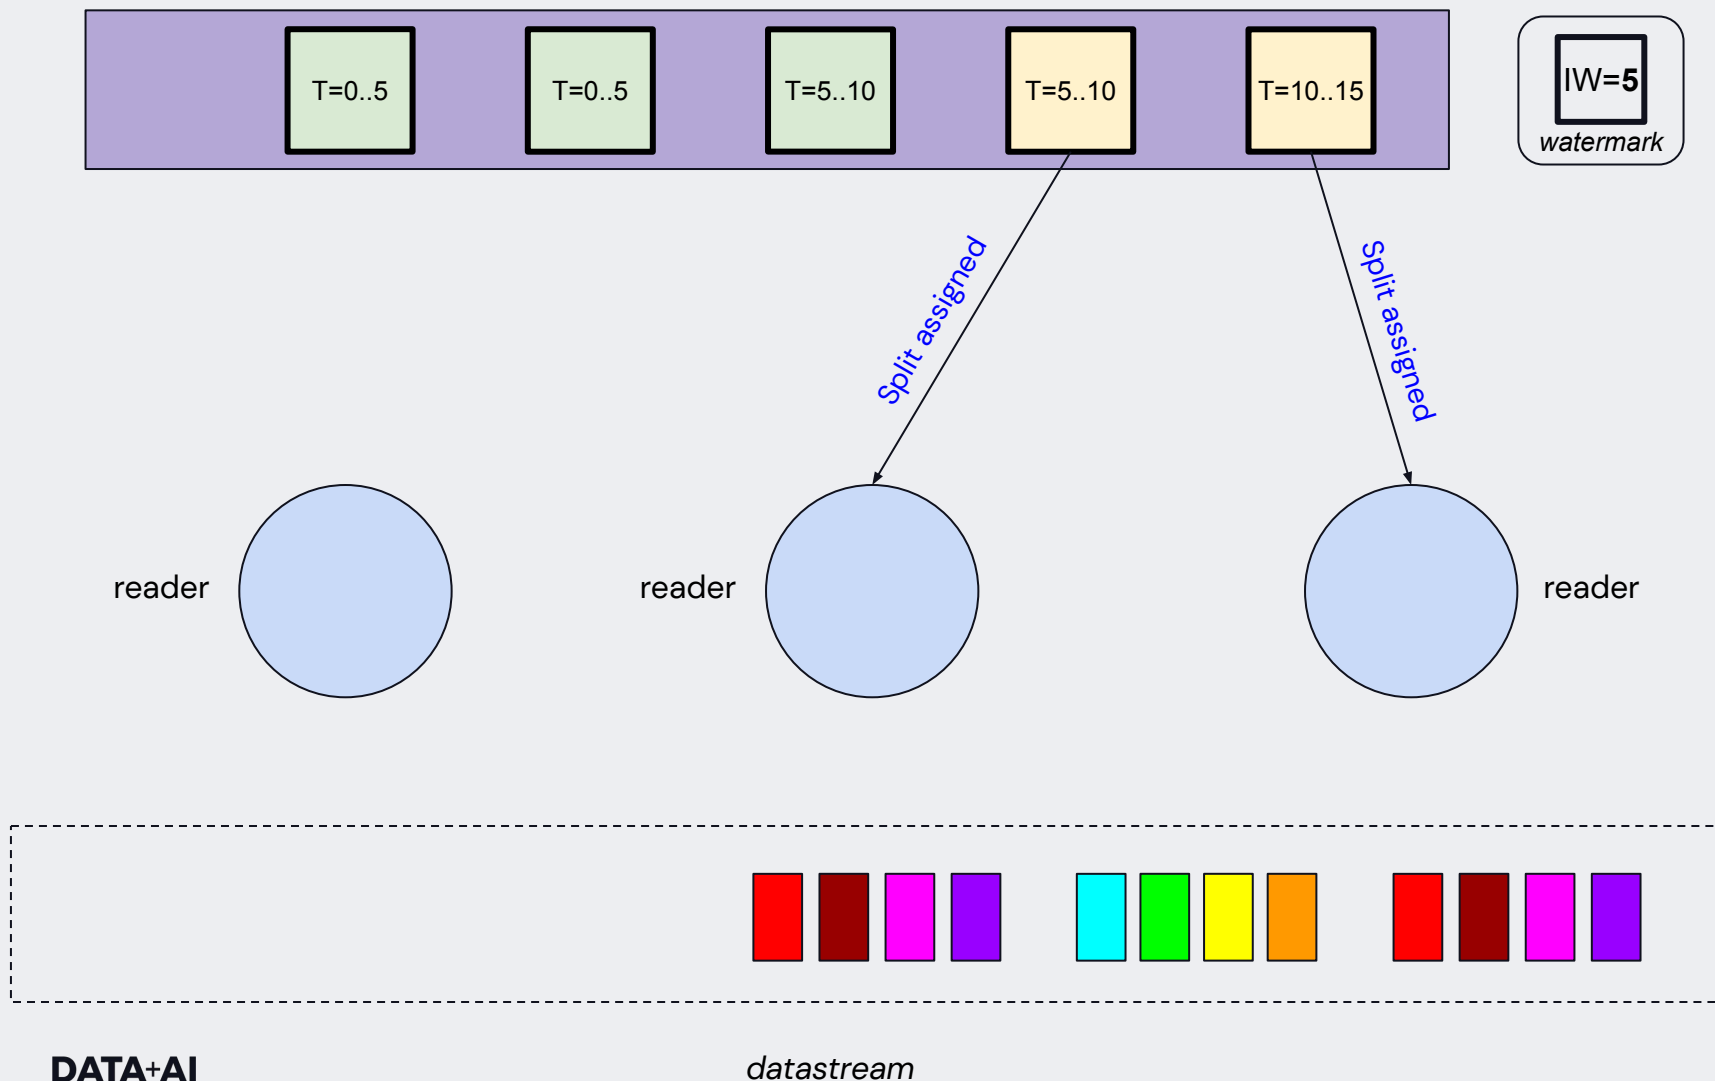 T=0..5
T=0..5
T=5..10
T=5..10
T=10..15
IW=5
watermark
Split assigned
Split assigned
reader
reader
reader
DATA+AI
datastream